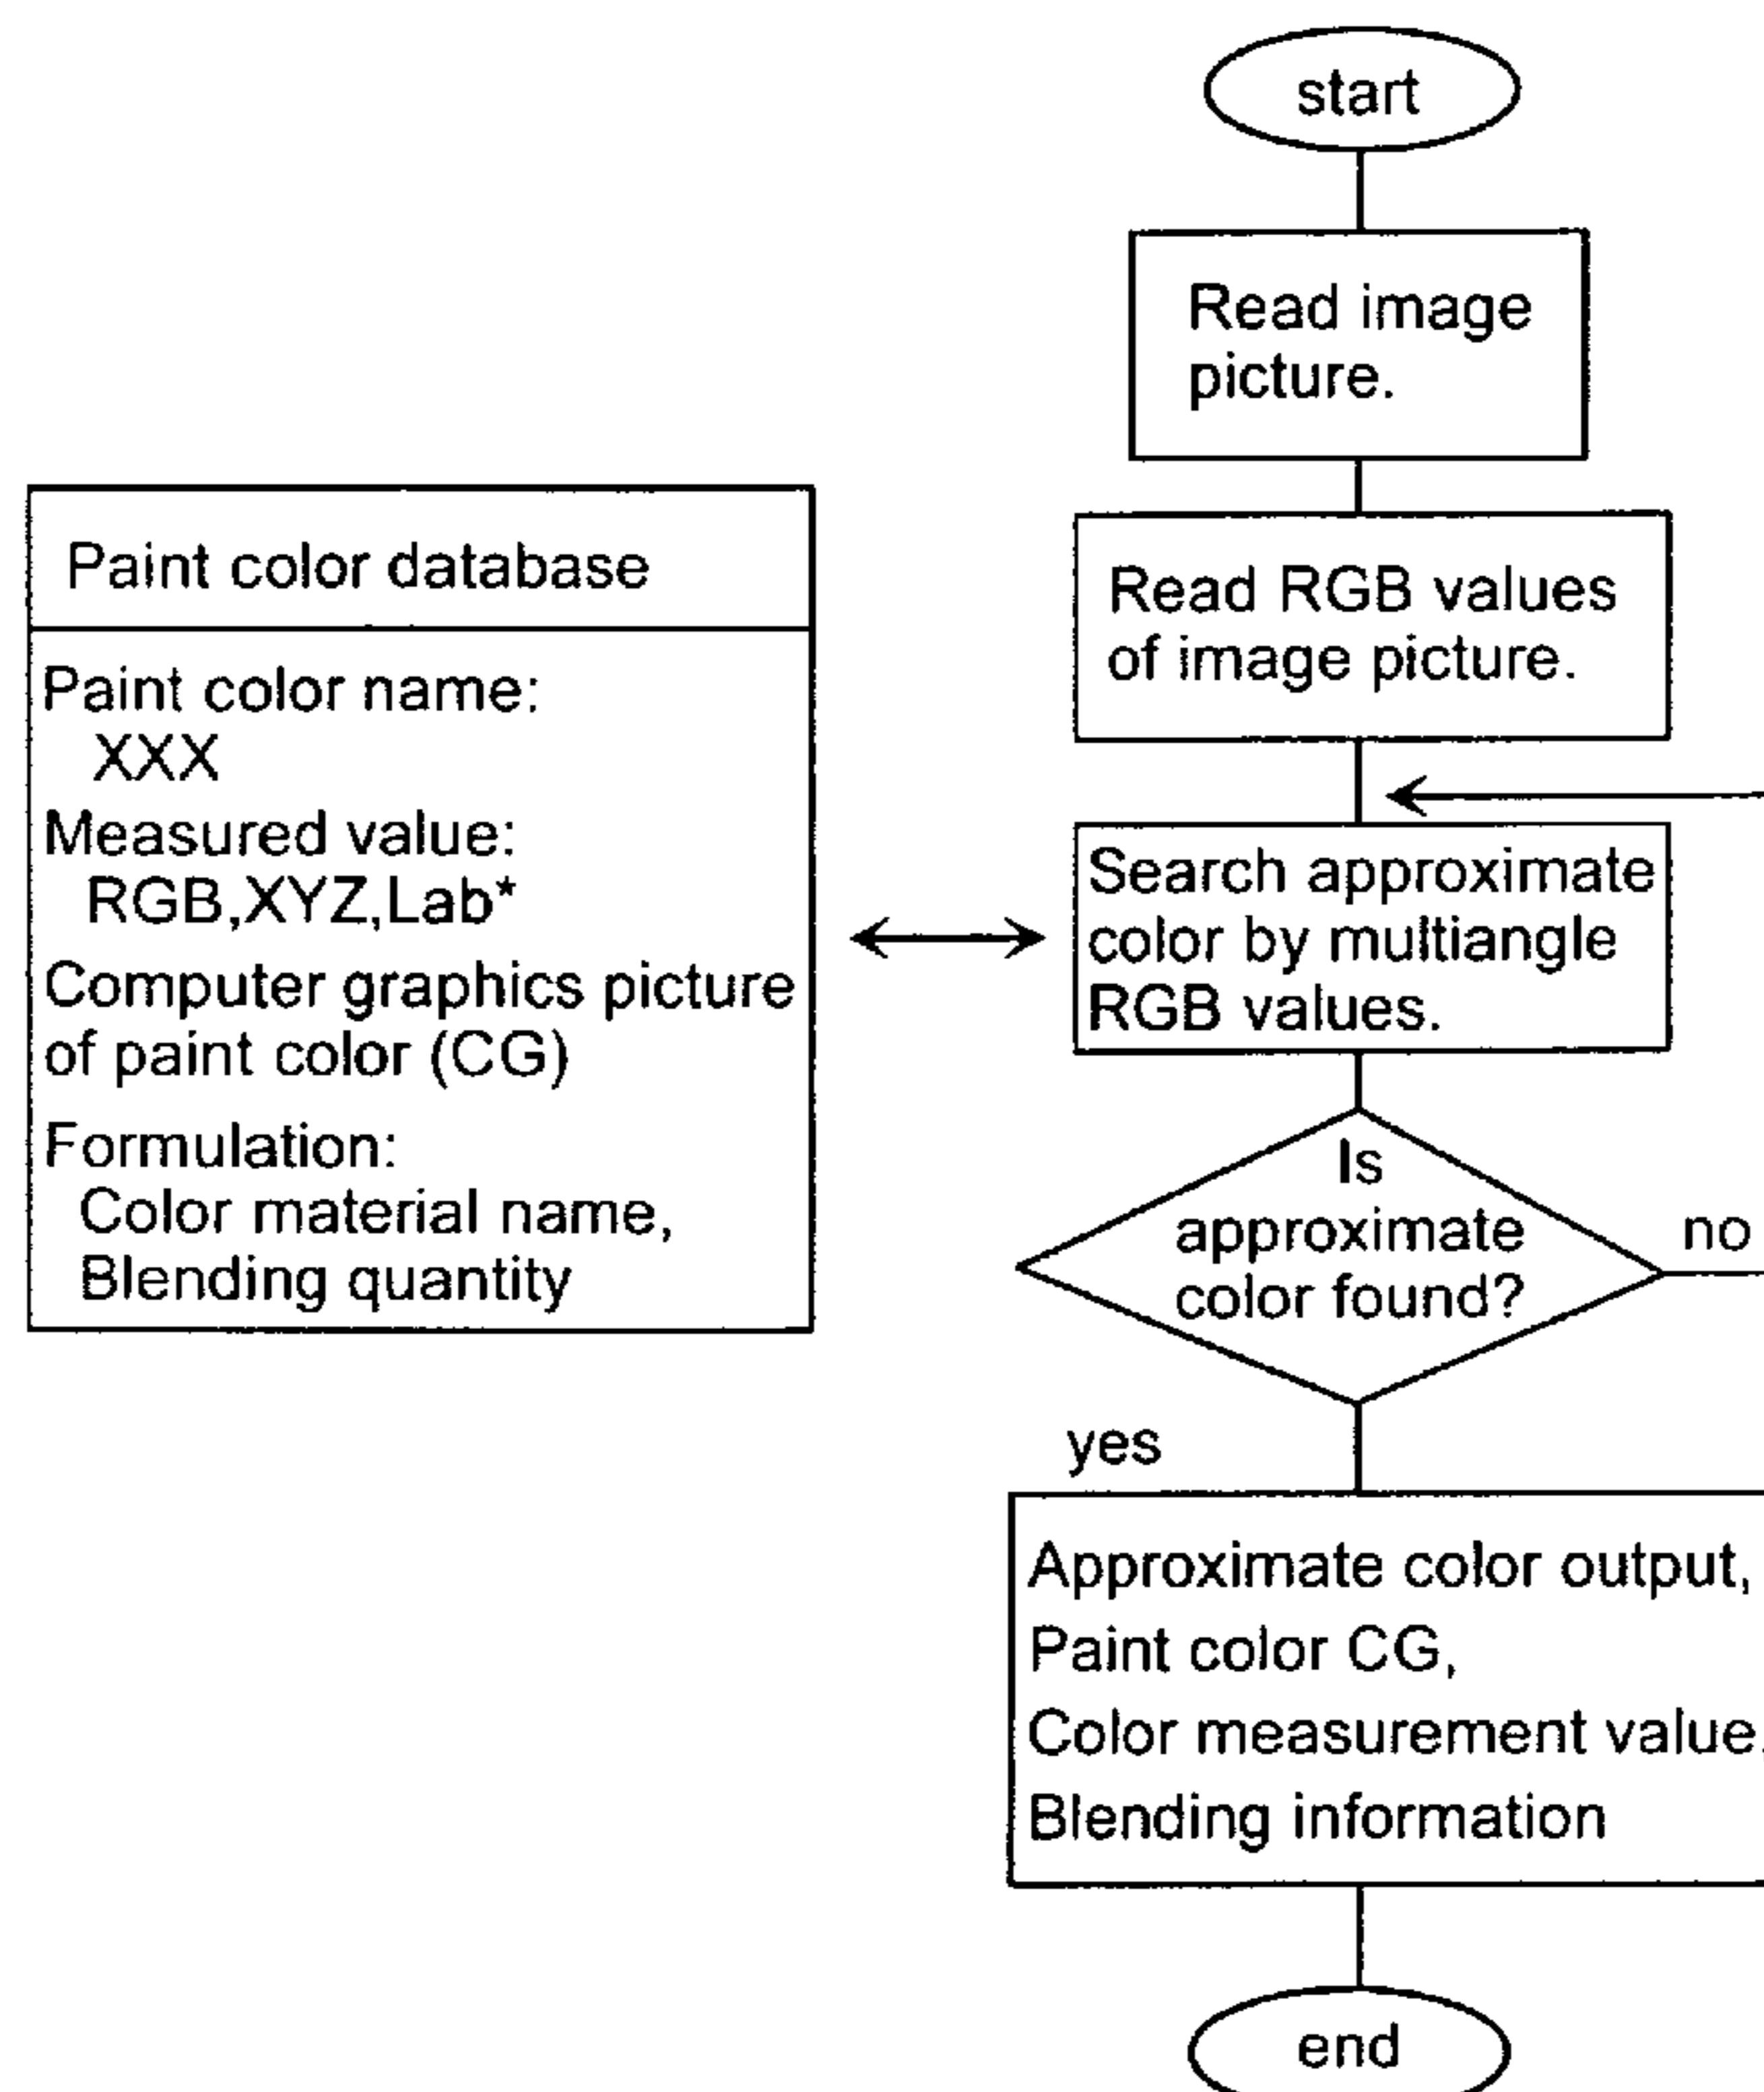 start
Read image
picture.
Read RGB values
of image picture.
Paint color database
Paint color name:
XXX
Measured value:
RGB,XYZ,Lab*
Computer graphics picture
of paint color (CG)
Formulation:
Color material name,
Blending quantity
Search approximate
color by multiangle
RGB values.
Is
approximate
color found?
no
yes
Approximate color output,
Paint color CG,
Color measurement value,
Blending information
end